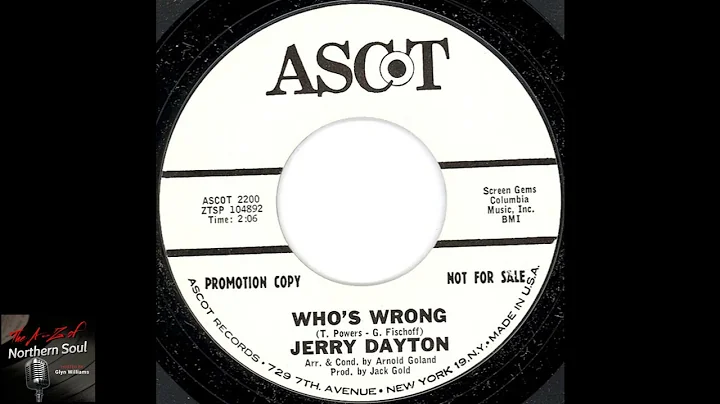 ASCOT
ASCOT 2200
ZTSP 104892
Time: 2:06
Screen Gems
Columbia
Music, Inc.
BMI
PROMOTION COPY
NOT FOR SALE
WHO'S WRONG
(T. Powers - G. Fischoff)
JERRY DAYTON
Arr. & Cond. by Arnold Goland
Prod. by Jack Gold
ASCOT RECORDS • 729 7TH. AVENUE • NEW YORK 19, N.Y. • MADE IN U.S.A.
The A-Z of
Northern Soul
Glyn Williams